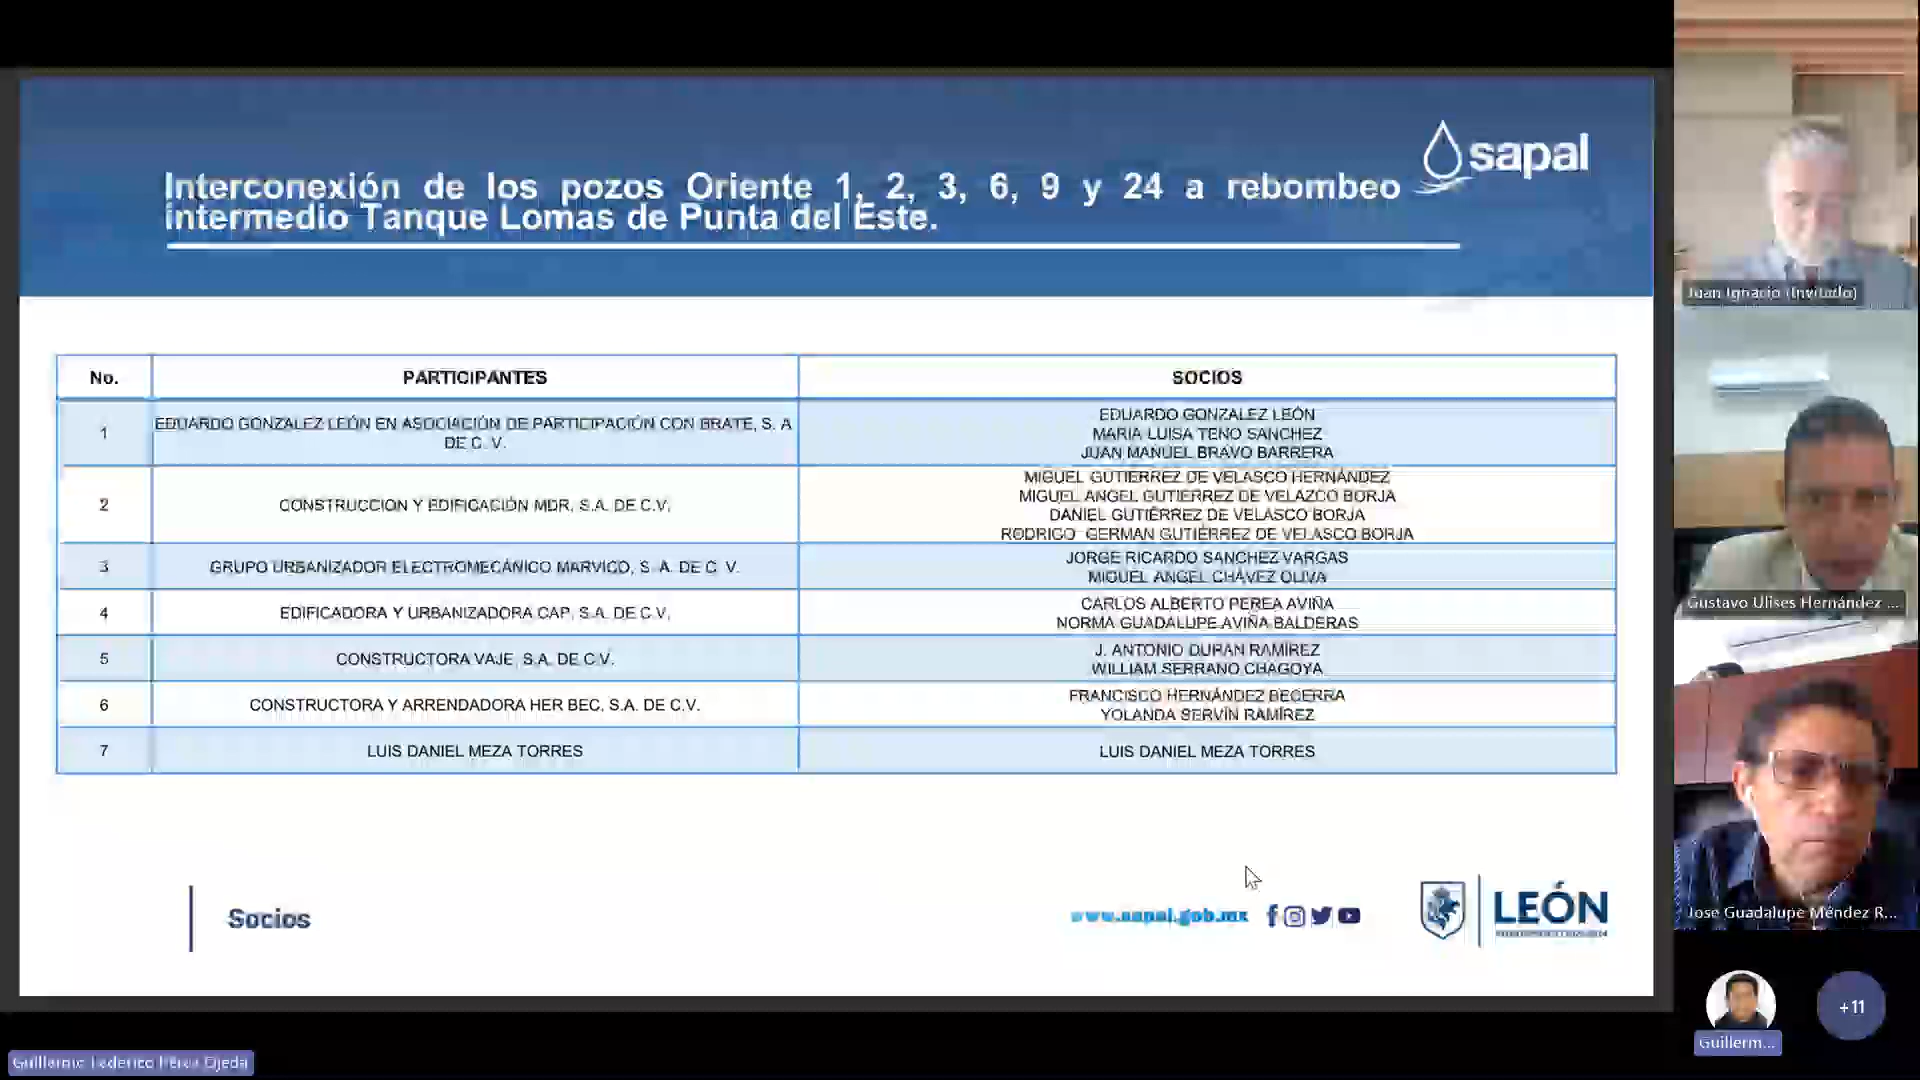 sapal
Interconexión de los pozos Oriente 1, 2, 3, 6, 9 y 24 a rebombeo
intermedio Tanque Lomas de Punta del Este.
No. PARTICIPANTES SOCIOS
1 EDUARDO GONZALEZ LEÓN EN ASOCIACIÓN DE PARTICIPACIÓN CON BRATE, S. A
DE C. V.
EDUARDO GONZALEZ LEÓN
MARIA LUISA TENO SANCHEZ
JUAN MANUEL BRAVO BARRERA
2 CONSTRUCCION Y EDIFICACIÓN MDR, S.A. DE C.V.
MIGUEL GUTIERREZ DE VELASCO HERNÁNDEZ
MIGUEL ANGEL GUTIERREZ DE VELAZCO BORJA
DANIEL GUTIÉRREZ DE VELASCO BORJA
RODRIGO GERMAN GUTIÉRREZ DE VELASCO BORJA
3 GRUPO URBANIZADOR ELECTROMECÁNICO MARVICO, S. A. DE C. V.
JORGE RICARDO SANCHEZ VARGAS
MIGUEL ANGEL CHÁVEZ OLIVA
4 EDIFICADORA Y URBANIZADORA CAP, S.A. DE C.V.
CARLOS ALBERTO PEREA AVIÑA
NORMA GUADALUPE AVIÑA BALDERAS
5 CONSTRUCTORA VAJE, S.A. DE C.V.
J. ANTONIO DURAN RAMÍREZ
WILLIAM SERRANO CHAGOYA
6 CONSTRUCTORA Y ARRENDADORA HER BEC, S.A. DE C.V.
FRANCISCO HERNÁNDEZ BECERRA
YOLANDA SERVÍN RAMÍREZ
7 LUIS DANIEL MEZA TORRES LUIS DANIEL MEZA TORRES
Socios
www.sapal.gob.mx
LEÓN
Juan Ignacio (Invitado)
Gustavo Ulises Hernández ...
Jose Guadalupe Méndez R...
+11
Guillerm...
Guillermo Federico Pérez Ojeda